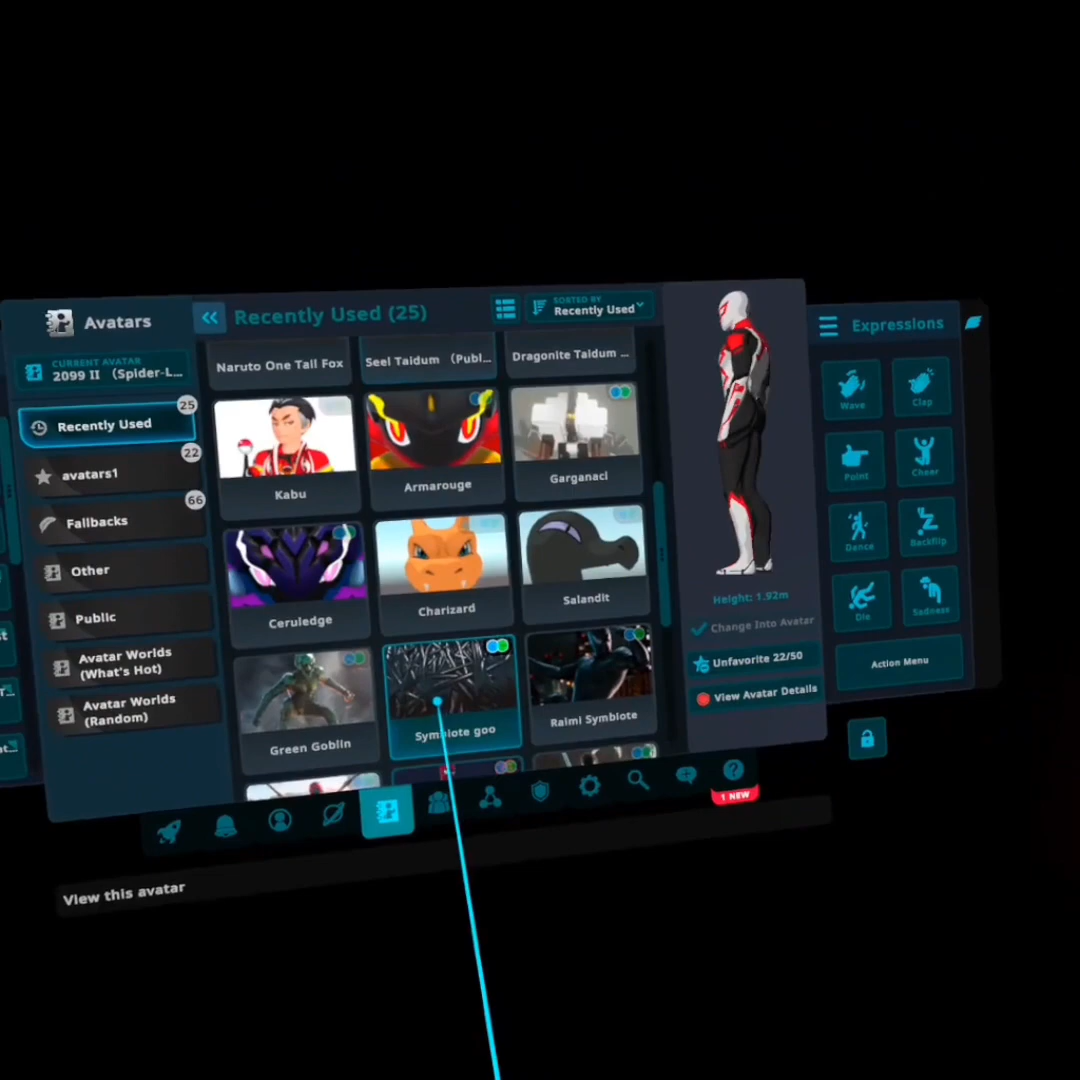 Avatars
CURRENT AVATAR
2099 II (Spider-L...
Recently Used
25
avatars1
22
Fallbacks
66
Other
Public
Avatar Worlds
(What's Hot)
Avatar Worlds
(Random)
Recently Used (25)
SORTED BY
Recently Used
Naruto One Tail Fox
Seel Taidum (Publ...
Dragonite Taidum ...
Kabu
Armarouge
Garganacl
Ceruledge
Charizard
Salandit
Green Goblin
Symbiote goo
Raimi Symbiote
Height: 1.92m
Change Into Avatar
Unfavorite 22/50
View Avatar Details
Expressions
Wave
Clap
Point
Cheer
Dance
Backflip
Die
Sadness
Action Menu
1 NEW
View this avatar